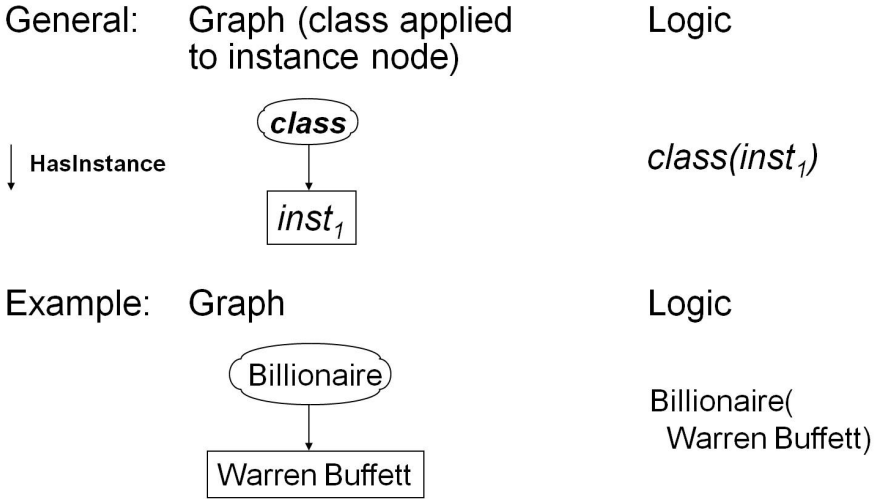 General: Graph (class applied to instance node) Logic
class
HasInstance
class(inst1)
inst1
Example: Graph Logic
Billionaire
Billionaire(
Warren Buffett)
Warren Buffett